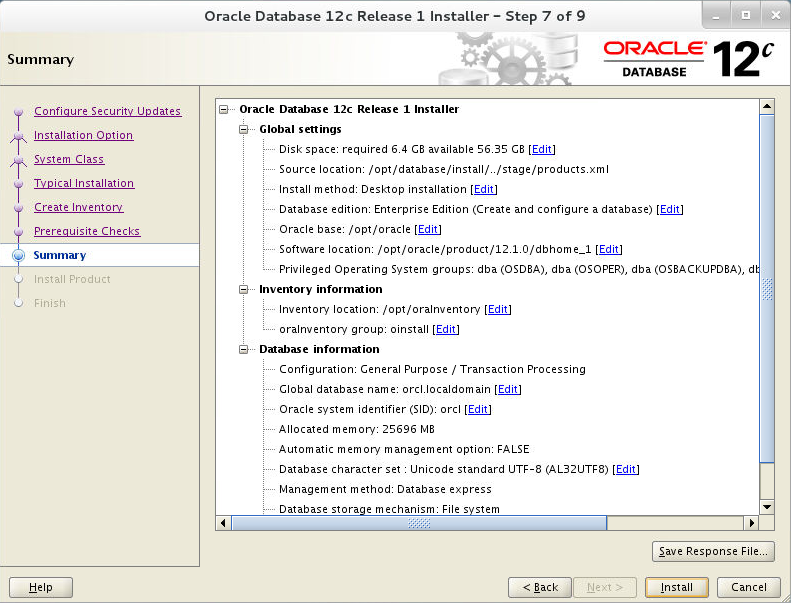 Oracle Database 12c Release 1 Installer - Step 7 of 9
Summary
ORACLE
DATABASE
12c
Configure Security Updates
Installation Option
System Class
Typical Installation
Create Inventory
Prerequisite Checks
Summary
Install Product
Finish
Oracle Database 12c Release 1 Installer
Global settings
Disk space: required 6.4 GB available 56.35 GB [Edit]
Source location: /opt/database/install/../stage/products.xml
Install method: Desktop installation [Edit]
Database edition: Enterprise Edition (Create and configure a database) [Edit]
Oracle base: /opt/oracle [Edit]
Software location: /opt/oracle/product/12.1.0/dbhome_1 [Edit]
Privileged Operating System groups: dba (OSDBA), dba (OSOPER), dba (OSBACKUPDBA), db
Inventory information
Inventory location: /opt/oraInventory [Edit]
oraInventory group: oinstall [Edit]
Database information
Configuration: General Purpose / Transaction Processing
Global database name: orcl.localdomain [Edit]
Oracle system identifier (SID): orcl [Edit]
Allocated memory: 25696 MB
Automatic memory management option: FALSE
Database character set : Unicode standard UTF-8 (AL32UTF8) [Edit]
Management method: Database express
Database storage mechanism: File system
Save Response File...
Help
< Back
Next >
Install
Cancel